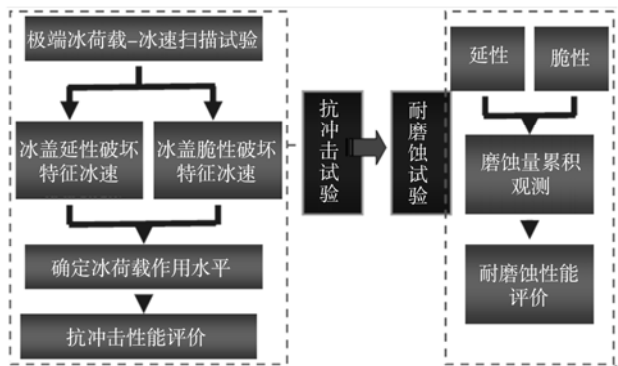 极端冰荷载-冰速扫描试验
冰盖延性破坏
特征冰速
冰盖脆性破坏
特征冰速
确定冰荷载作用水平
抗冲击性能评价
抗冲击试验
耐磨蚀试验
延性
脆性
磨蚀量累积
观测
耐磨蚀性能
评价